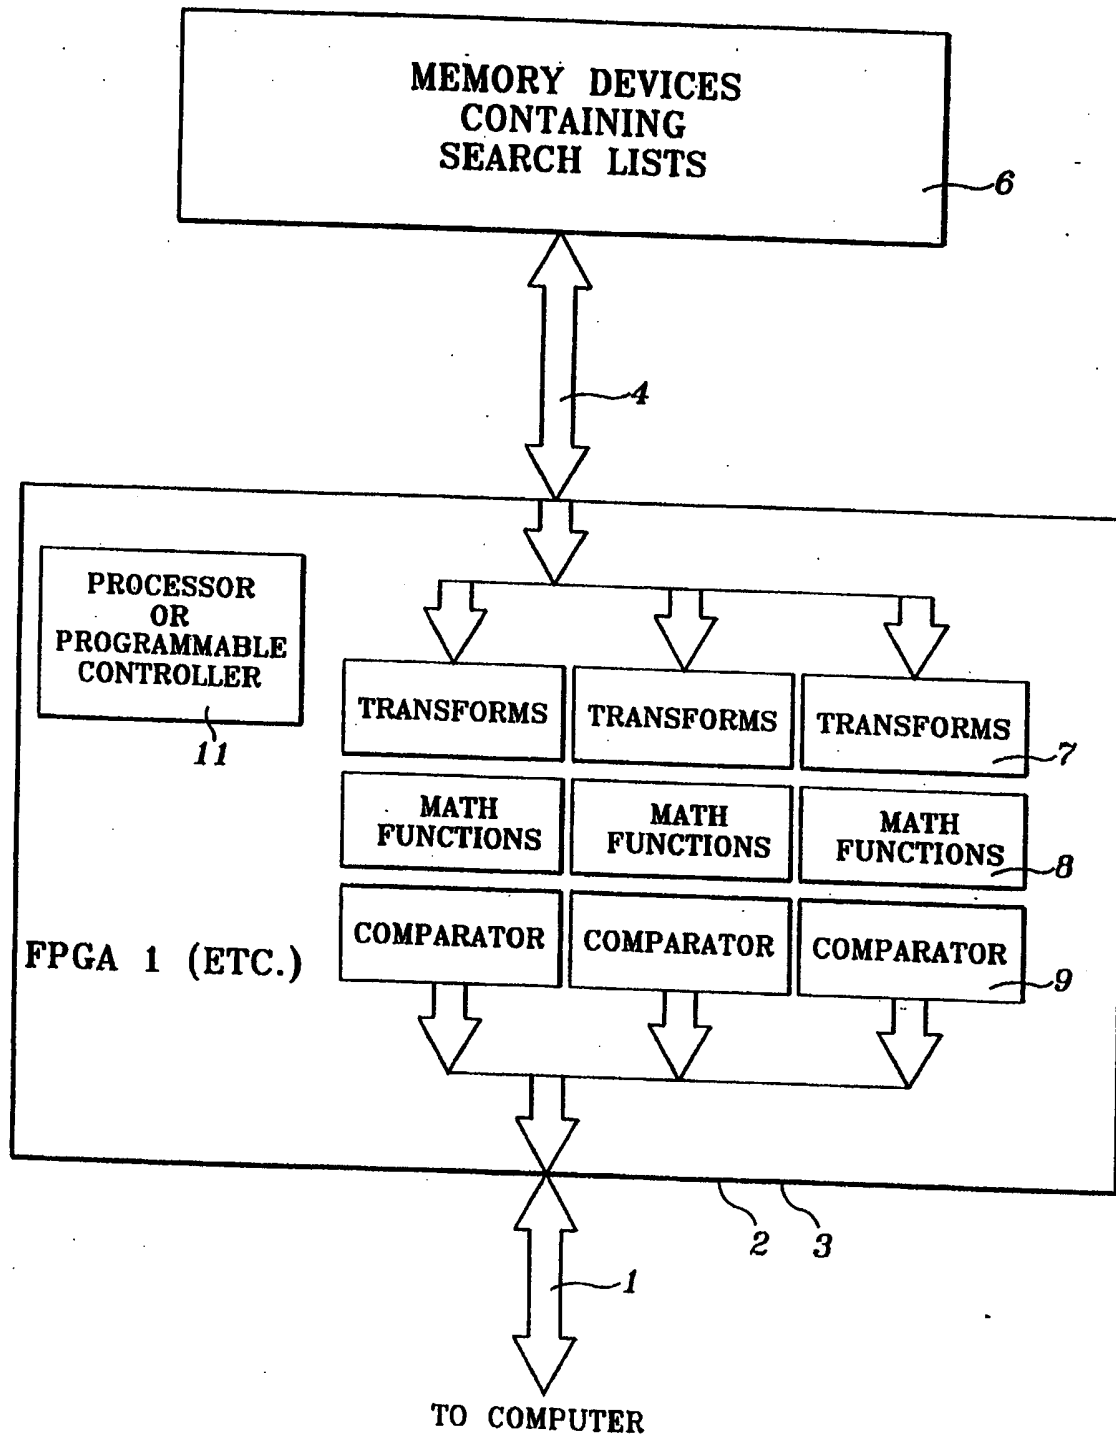 MEMORY DEVICES
CONTAINING
SEARCH LISTS
6
4
PROCESSOR
OR
PROGRAMMABLE
CONTROLLER
11
TRANSFORMS
TRANSFORMS
TRANSFORMS
7
MATH
FUNCTIONS
MATH
FUNCTIONS
MATH
FUNCTIONS
8
COMPARATOR
COMPARATOR
COMPARATOR
9
FPGA 1 (ETC.)
2
3
1
TO COMPUTER